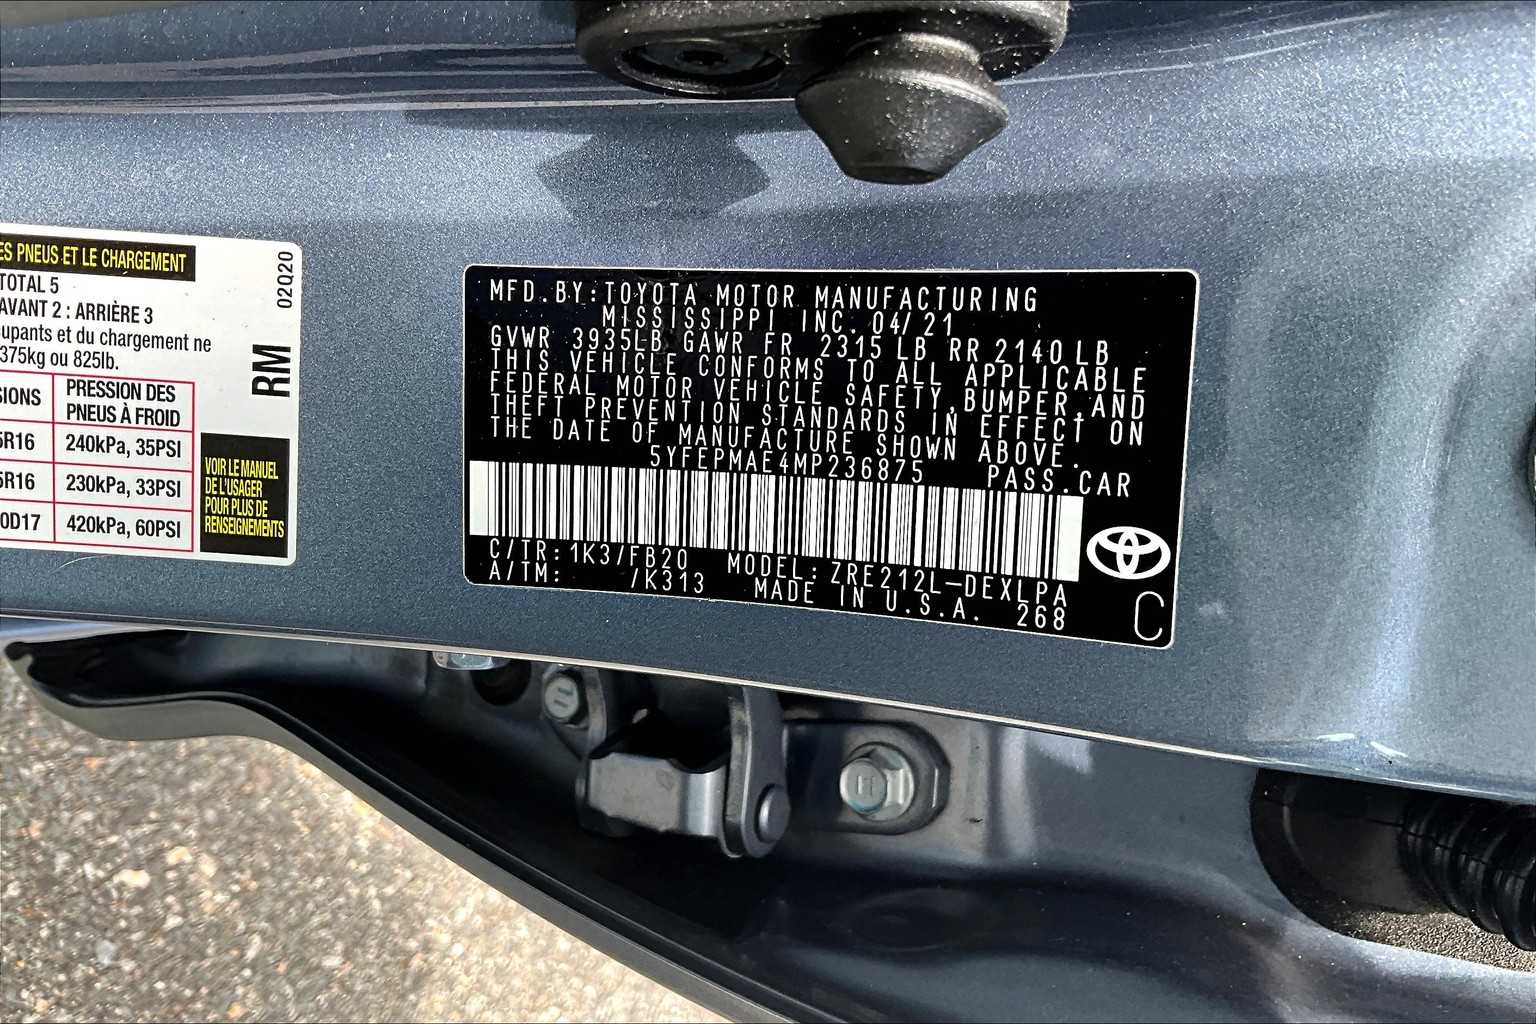 ES PNEUS ET LE CHARGEMENT
TOTAL 5
AVANT 2 : ARRIÈRE 3
upants et du chargement ne
375kg ou 825lb.
SIONS PRESSION DES
PNEUS À FROID
5R16 240kPa, 35PSI
5R16 230kPa, 33PSI
0D17 420kPa, 60PSI
02Q20
RM
VOIR LE MANUEL
DE L'USAGER
POUR PLUS DE
RENSEIGNEMENTS
MFD.BY:TOYOTA MOTOR MANUFACTURING
MISSISSIPPI INC. 04/21
GVWR 3935LB GAWR FR 2315 LB RR 2140 LB
THIS VEHICLE CONFORMS TO ALL APPLICABLE
FEDERAL MOTOR VEHICLE SAFETY,BUMPER,AND
THEFT PREVENTION STANDARDS IN EFFECT ON
THE DATE OF MANUFACTURE SHOWN ABOVE.
5YFEPMAE4MP236875 PASS.CAR
C/TR:1K3/FB20 MODEL:ZRE212L-DEXLPA
A/TM: /K313 MADE IN U.S.A. 268
C